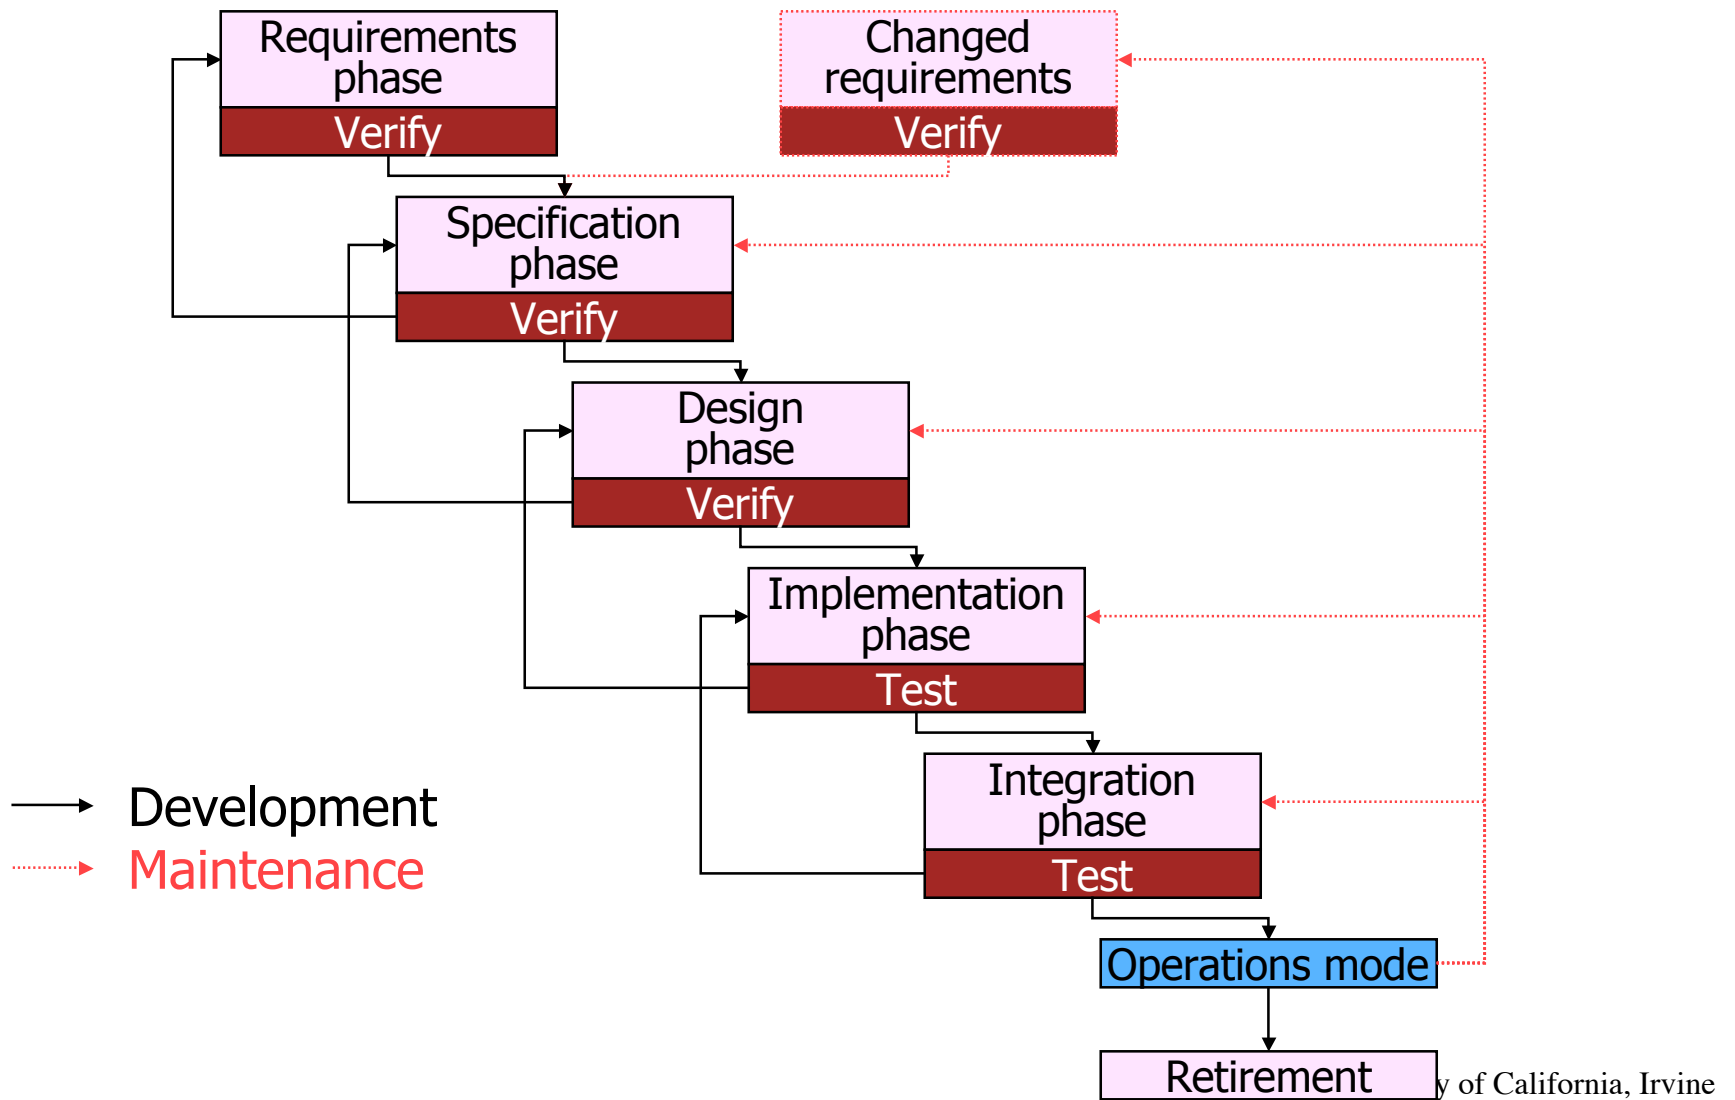 Requirements
phase
Verify
Changed
requirements
Verify
Specification
phase
Verify
Design
phase
Verify
Implementation
phase
Test
Integration
phase
Test
Development
Maintenance
Operations mode
Retirement
of California, Irvine